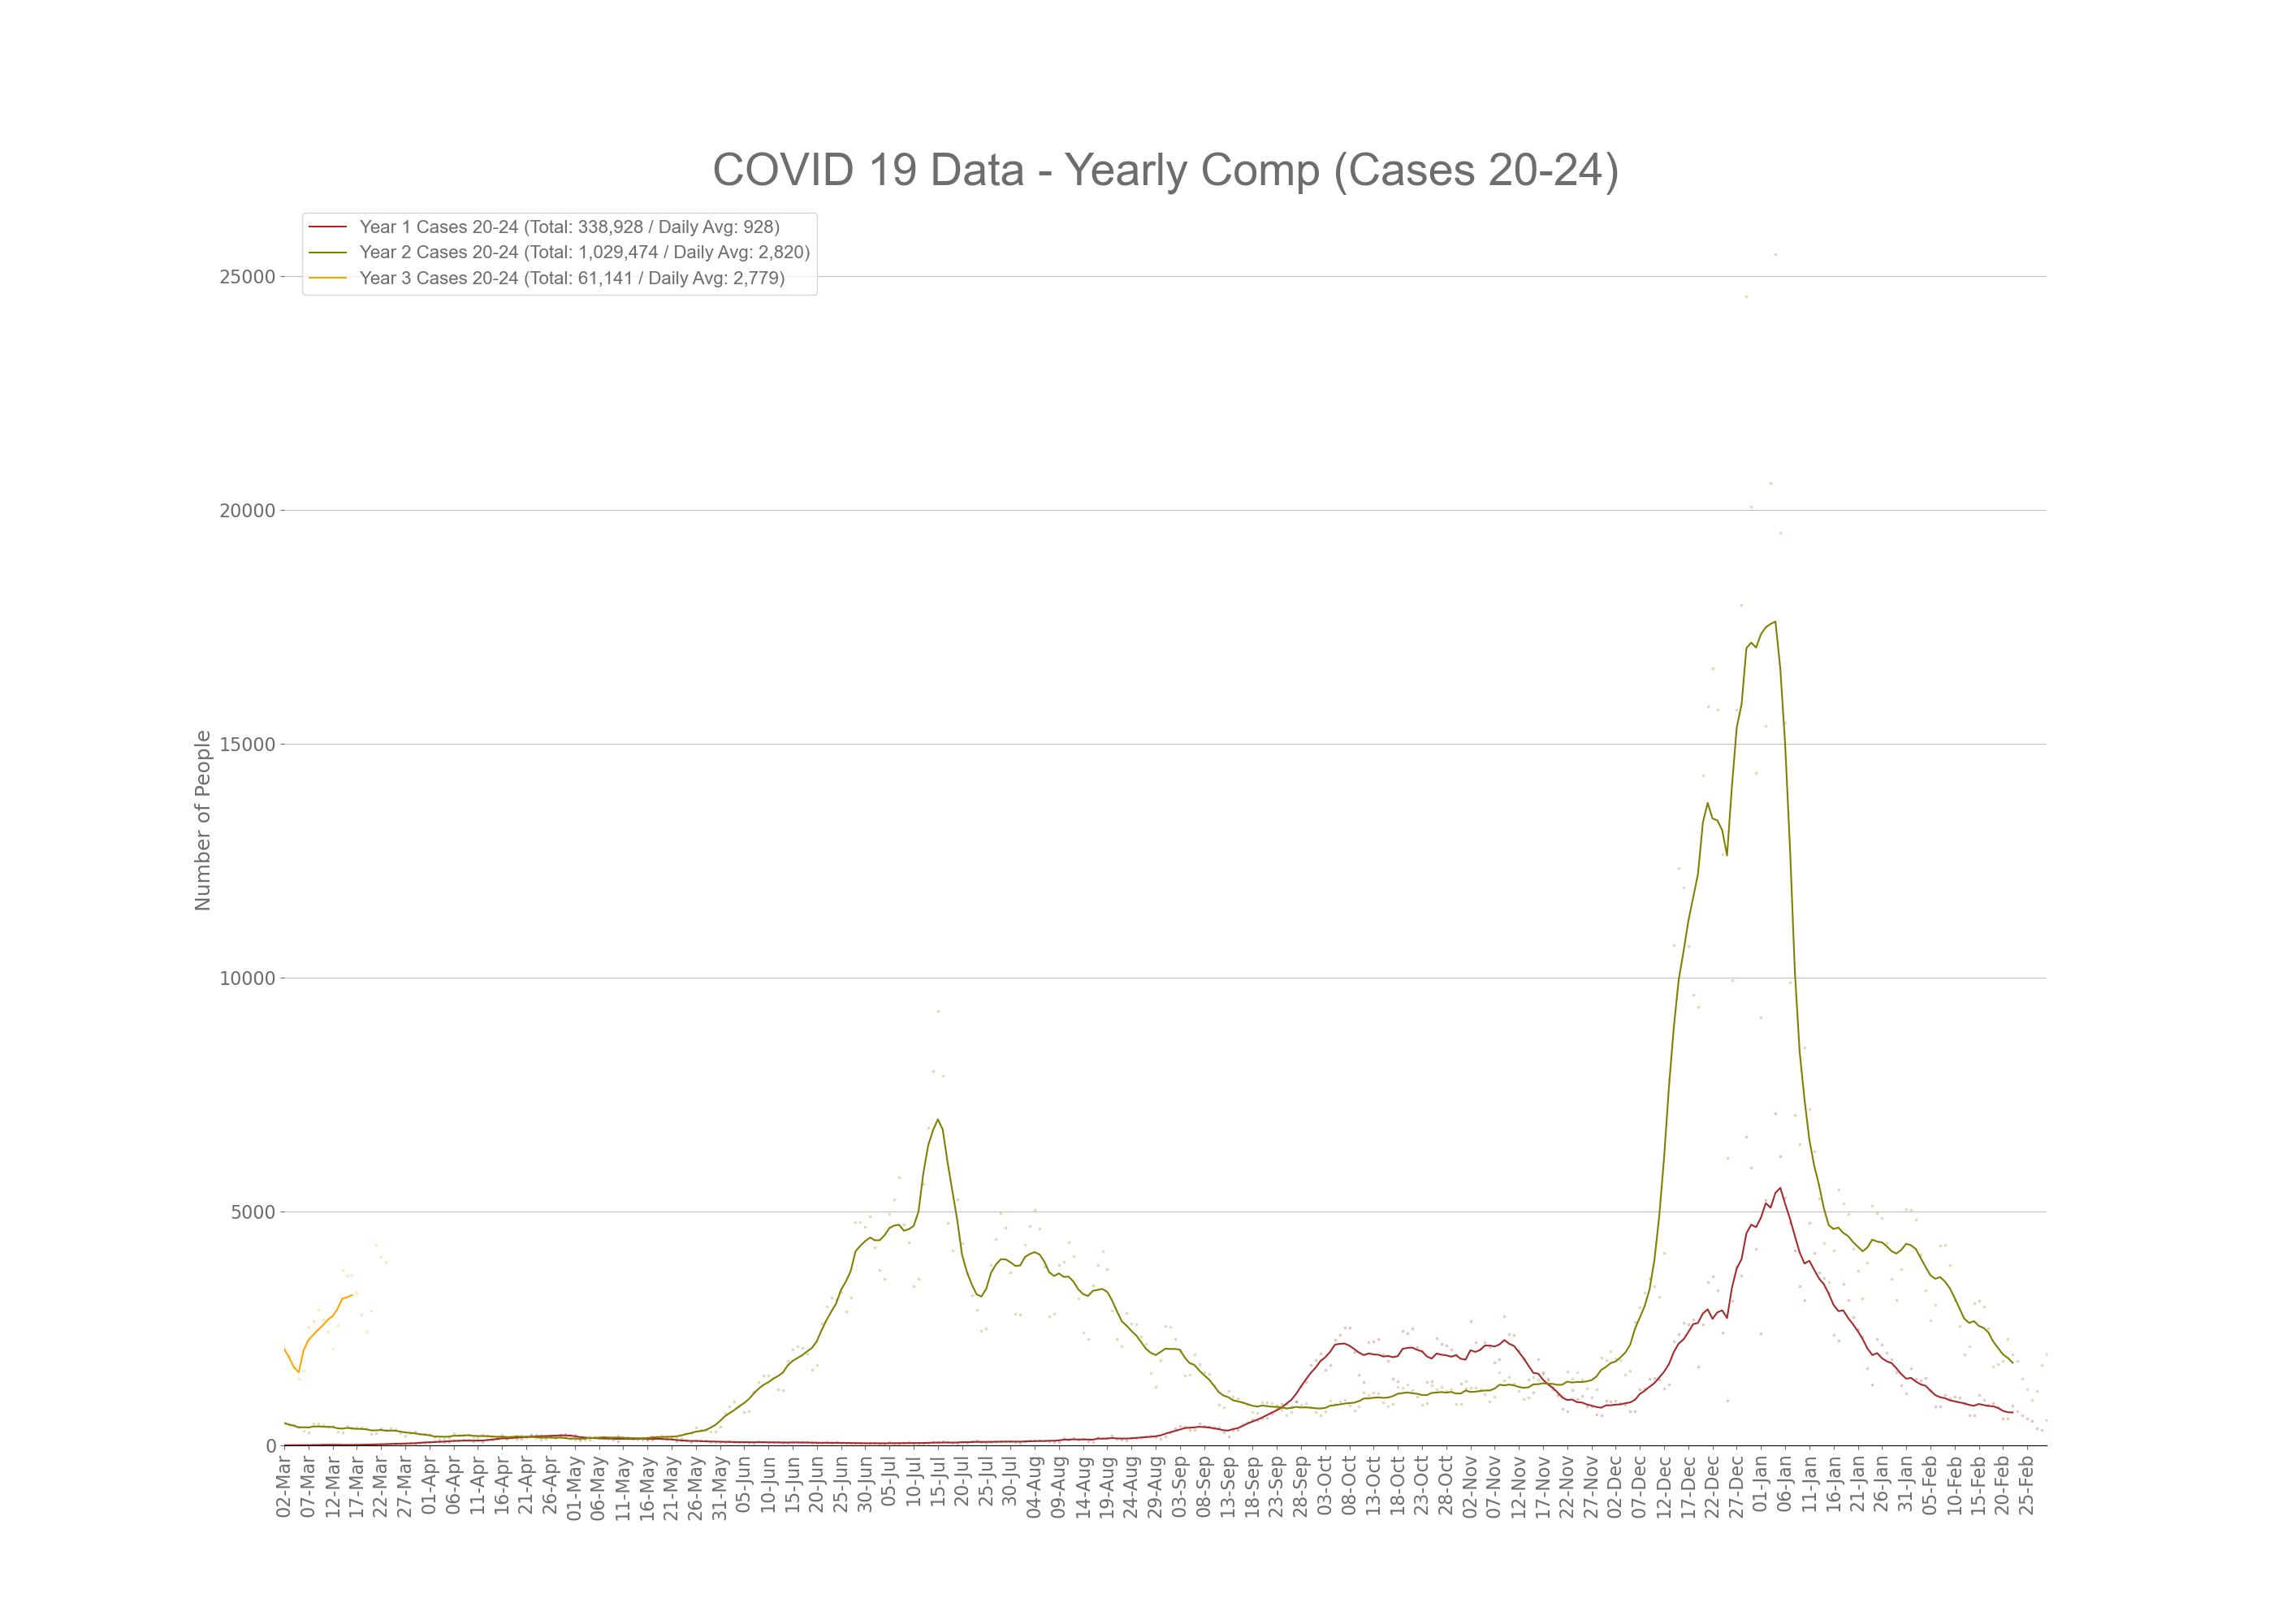 COVID 19 Data - Yearly Comp (Cases 20-24)
Year 1 Cases 20-24 (Total: 338,928 / Daily Avg: 928)
Year 2 Cases 20-24 (Total: 1,029,474 / Daily Avg: 2,820)
Year 3 Cases 20-24 (Total: 61,141 / Daily Avg: 2,779)
Number of People
25000
20000
15000
10000
5000
0
02-Mar
07-Mar
12-Mar
17-Mar
22-Mar
27-Mar
01-Apr
06-Apr
11-Apr
16-Apr
21-Apr
26-Apr
01-May
06-May
11-May
16-May
21-May
26-May
31-May
05-Jun
10-Jun
15-Jun
20-Jun
25-Jun
30-Jun
05-Jul
10-Jul
15-Jul
20-Jul
25-Jul
30-Jul
04-Aug
09-Aug
14-Aug
19-Aug
24-Aug
29-Aug
03-Sep
08-Sep
13-Sep
18-Sep
23-Sep
28-Sep
03-Oct
08-Oct
13-Oct
18-Oct
23-Oct
28-Oct
02-Nov
07-Nov
12-Nov
17-Nov
22-Nov
27-Nov
02-Dec
07-Dec
12-Dec
17-Dec
22-Dec
27-Dec
01-Jan
06-Jan
11-Jan
16-Jan
21-Jan
26-Jan
31-Jan
05-Feb
10-Feb
15-Feb
20-Feb
25-Feb